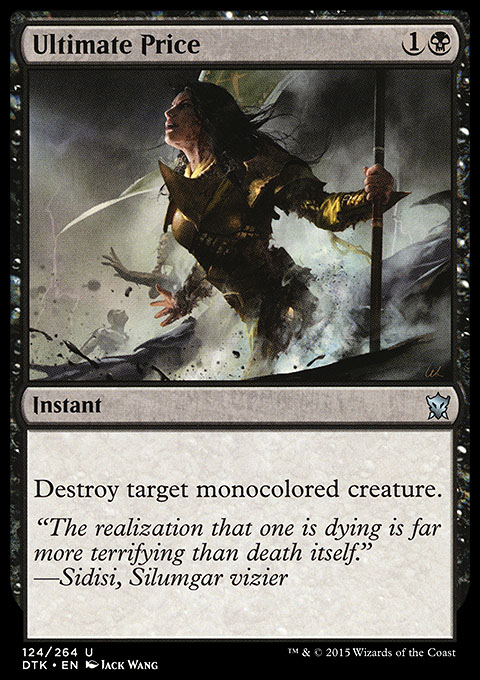 Ultimate Price 1
Instant
Destroy target monocolored creature.
“The realization that one is dying is far
more terrifying than death itself.”
—Sidisi, Silumgar vizier
124/264 U
DTK • EN Jack Wang
™ & © 2015 Wizards of the Coast